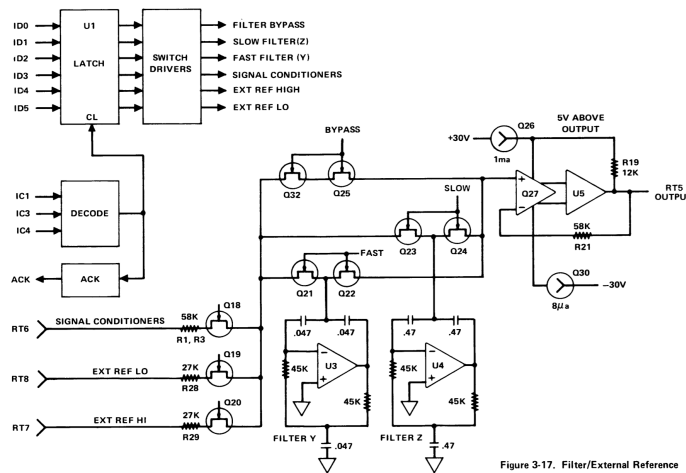 ID0
ID1
ID2
ID3
ID4
ID5
U1
LATCH
CL
SWITCH
DRIVERS
FILTER BYPASS
SLOW FILTER(Z)
FAST FILTER (Y)
SIGNAL CONDITIONERS
EXT REF HIGH
EXT REF LO
IC1
IC3
IC4
DECODE
ACK
ACK
BYPASS
Q32
Q25
SLOW
Q23
Q24
FAST
Q21
Q22
+30V
Q26
1ma
5V ABOVE
OUTPUT
R19
12K
+
Q27
−
U5
RT5
OUTPU
58K
R21
Q30
−30V
8µa
RT6
SIGNAL CONDITIONERS
58K
R1, R3
Q18
RT8
EXT REF LO
27K
R28
Q19
RT7
EXT REF HI
27K
R29
Q20
.047
.047
−
U3
+
45K
45K
FILTER Y
.047
.47
.47
−
U4
+
45K
45K
FILTER Z
.47
Figure 3-17. Filter/External Reference